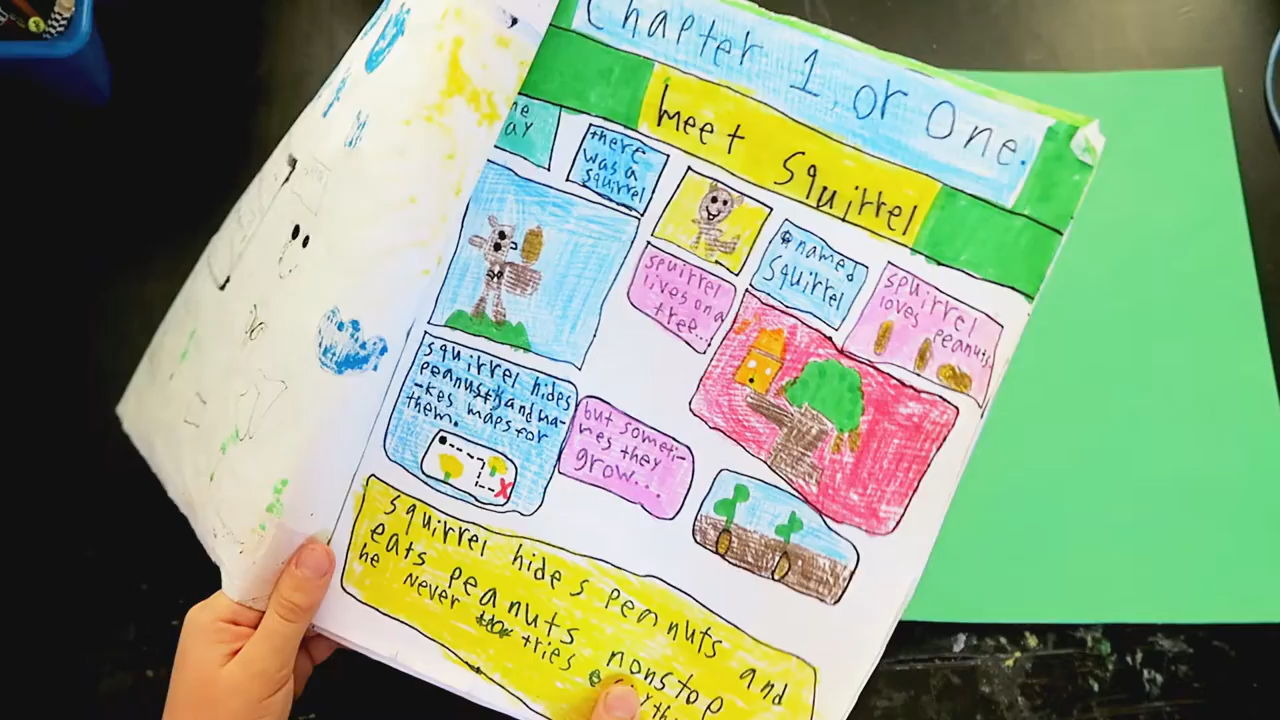 Chapter 1, or One.
Meet Squirrel
there
was a
squirrel
named
Squirrel
squirrel
lives on a
tree..
squirrel
loves peanuts.
squirrel hides
peanuts and ma-
-kes maps for
them.
X
but someti-
mes they
grow...
Squirrel hides peanuts and
eats peanuts nonstop
he never tries